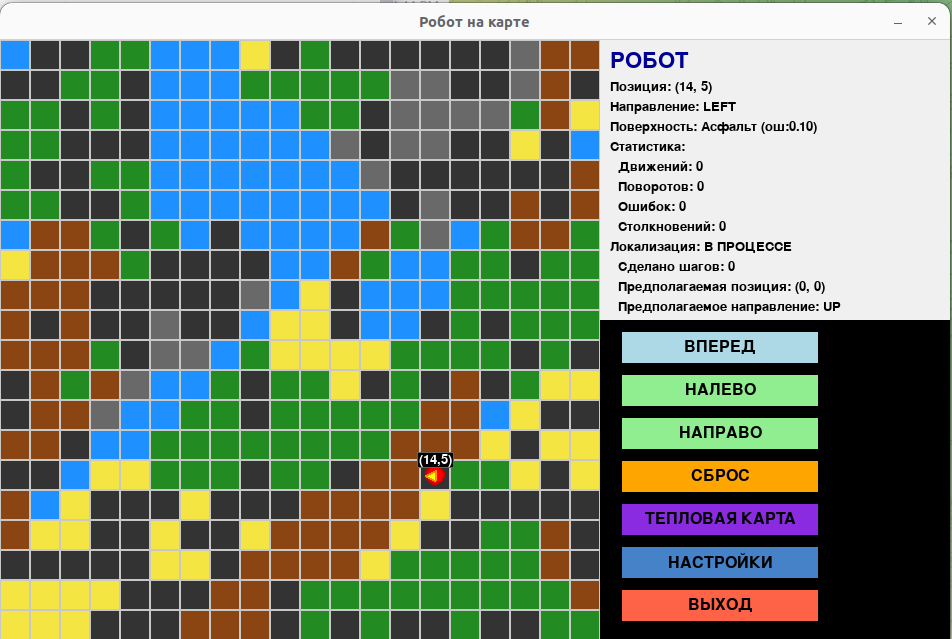 Робот на карте
РОБОТ
Позиция: (14, 5)
Направление: LEFT
Поверхность: Асфальт (ош:0.10)
Статистика:
Движений: 0
Поворотов: 0
Ошибок: 0
Столкновений: 0
Локализация: В ПРОЦЕССЕ
Сделано шагов: 0
Предполагаемая позиция: (0, 0)
Предполагаемое направление: UP
ВПЕРЕД
НАЛЕВО
НАПРАВО
(14,5)
СБРОС
ТЕПЛОВАЯ КАРТА
НАСТРОЙКИ
ВЫХОД